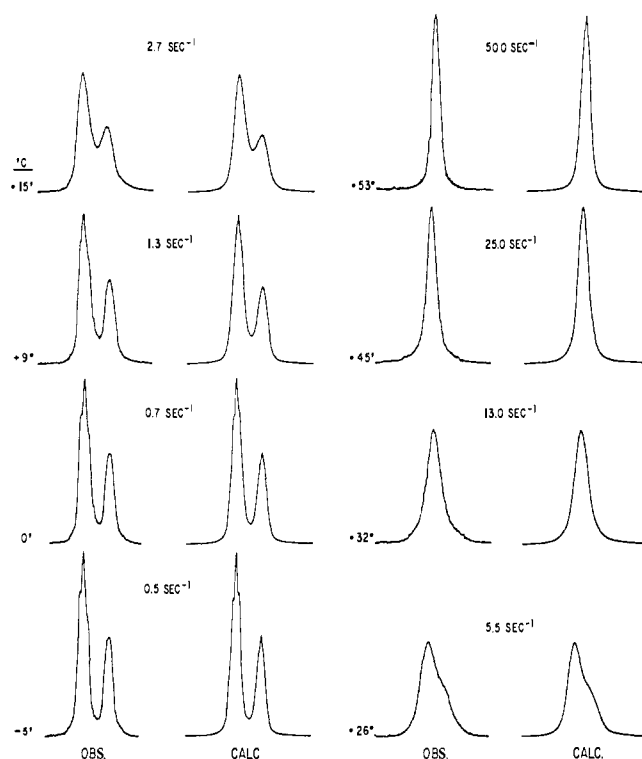 2.7 SEC⁻¹
°C
+15°
1.3 SEC⁻¹
+9°
0.7 SEC⁻¹
0°
0.5 SEC⁻¹
-5°
OBS.
CALC
50.0 SEC⁻¹
+53°
25.0 SEC⁻¹
+45°
13.0 SEC⁻¹
+32°
5.5 SEC⁻¹
+26°
OBS.
CALC.